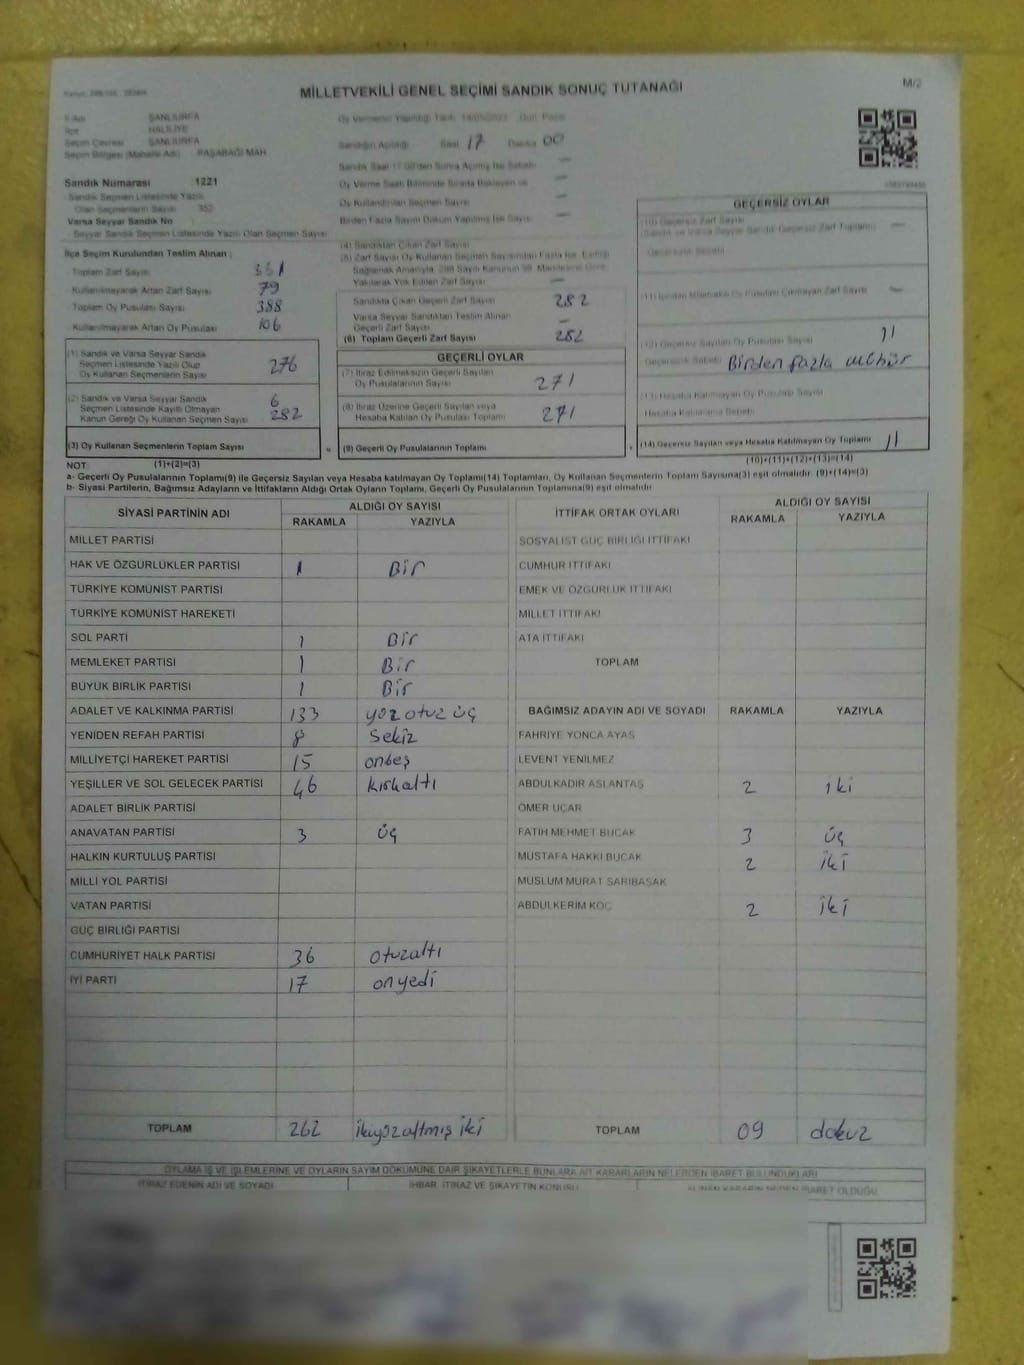 MİLLETVEKİLİ GENEL SEÇİMİ SANDIK SONUÇ TUTANAĞI
M/2
İl Adı ŞANLIURFA
İlçe HALİLİYE
Seçim Çevresi ŞANLIURFA
Seçim Bölgesi (Mahalle Adı) PAŞABAĞI MAH
Sandık Numarası :1221
Sandık Seçmen Listesinde Yazılı
Olan Seçmenlerin Sayısı 352
Varsa Seyyar Sandık No
Seyyar Sandık Seçmen Listesinde Yazılı Olan Seçmen Sayısı
İlçe Seçim Kurulundan Teslim Alınan :
Toplam Zarf Sayısı 361
Kullanılmayarak Artan Zarf Sayısı 79
Toplam Oy Pusulası Sayısı 388
Kullanılmayarak Artan Oy Pusulası 106
(1) Sandık ve Varsa Seyyar Sandık
Seçmen Listesinde Yazılı Olup
Oy Kullanan Seçmenlerin Sayısı 276
(2) Sandık ve Varsa Seyyar Sandık
Seçmen Listesinde Kayıtlı Olmayan 6
Kanun Gereği Oy Kullanan Seçmen Sayısı 282
(3) Oy Kullanan Seçmenlerin Toplam Sayısı
Oy Vermenin Yapıldığı Tarih 14/05/2023 Gün Pazar
Sandığın Açıldığı Saat 17 Dakika 00
Sandık Saat 17.00'den Sonra Açılmış İse Sebebi —
Oy Verme Saati Bitiminde Sırada Bekleyen ve —
Oy Kullandırılan Seçmen Sayısı —
Birden Fazla Sayım Döküm Yapılmış İse Sayısı —
(4) Sandıktan Çıkan Zarf Sayısı
(5) Zarf Sayısı Oy Kullanan Seçmen Sayısından Fazla İse, Eşitliği
Sağlamak Amacıyla, 298 Sayılı Kanunun 98. Maddesine Göre
Yakılarak Yok Edilen Zarf Sayısı —
Sandıkta Çıkan Geçerli Zarf Sayısı 282
Varsa Seyyar Sandıktan Teslim Alınan
Geçerli Zarf Sayısı —
(6) Toplam Geçerli Zarf Sayısı 282
GEÇERLİ OYLAR
(7) İtiraz Edilmeksizin Geçerli Sayılan
Oy Pusulalarının Sayısı 271
(8) İtiraz Üzerine Geçerli Sayılan veya
Hesaba Katılan Oy Pusulası Toplamı 271
(9) Geçerli Oy Pusulalarının Toplamı
GEÇERSİZ OYLAR
(10) Geçersiz Zarf Sayısı
(Sandık ve Varsa Seyyar Sandık Geçersiz Zarf Toplamı) —
Geçersizlik Sebebi
(11) İçinden Milletvekili Oy Pusulası Çıkmayan Zarf Sayısı —
(12) Geçersiz Sayılan Oy Pusulası Sayısı 11
Geçersizlik Sebebi Birden fazla mühür
(13) Hesaba Katılmayan Oy Pusulası Sayısı
Hesaba Katılmama Sebebi
(14) Geçersiz Sayılan veya Hesaba Katılmayan Oy Toplamı 11
NOT: (1)+(2)=(3)
(10)+(11)+(12)+(13)=(14)
a- Geçerli Oy Pusulalarının Toplamı(9) ile Geçersiz Sayılan veya Hesaba katılmayan Oy Toplamı(14) Toplamları, Oy Kullanan Seçmenlerin Toplam Sayısına(3) eşit olmalıdır. (9)+(14)=(3)
b- Siyasi Partilerin, Bağımsız Adayların ve İttifakların Aldığı Ortak Oyların Toplamı, Geçerli Oy Pusulalarının Toplamına(9) eşit olmalıdır
SİYASİ PARTİNİN ADI ALDIĞI OY SAYISI
RAKAMLA YAZIYLA
MİLLET PARTİSİ
HAK VE ÖZGÜRLÜKLER PARTİSİ 1 Bir
TÜRKİYE KOMÜNİST PARTİSİ
TÜRKİYE KOMÜNİST HAREKETİ
SOL PARTİ 1 Bir
MEMLEKET PARTİSİ 1 Bir
BÜYÜK BİRLİK PARTİSİ 1 Bir
ADALET VE KALKINMA PARTİSİ 133 yüz otuz üç
YENİDEN REFAH PARTİSİ 8 Sekiz
MİLLİYETÇİ HAREKET PARTİSİ 15 onbeş
YEŞİLLER VE SOL GELECEK PARTİSİ 46 kırkaltı
ADALET BİRLİK PARTİSİ
ANAVATAN PARTİSİ 3 üç
HALKIN KURTULUŞ PARTİSİ
MİLLİ YOL PARTİSİ
VATAN PARTİSİ
GÜÇ BİRLİĞİ PARTİSİ
CUMHURİYET HALK PARTİSİ 36 otuzaltı
İYİ PARTİ 17 onyedi
TOPLAM 262 ikiyüzaltmış iki
İTTİFAK ORTAK OYLARI ALDIĞI OY SAYISI
RAKAMLA YAZIYLA
SOSYALİST GÜÇ BİRLİĞİ İTTİFAKI
CUMHUR İTTİFAKI
EMEK VE ÖZGÜRLÜK İTTİFAKI
MİLLET İTTİFAKI
ATA İTTİFAKI
TOPLAM
BAĞIMSIZ ADAYIN ADI VE SOYADI RAKAMLA YAZIYLA
FAHRİYE YONCA AYAS
LEVENT YENİLMEZ
ABDULKADİR ASLANTAŞ 2 iki
ÖMER UÇAR
FATİH MEHMET BUCAK 3 üç
MUSTAFA HAKKI BUCAK 2 iki
MÜSLÜM MURAT SARIBAŞAK
ABDULKERİM KOÇ 2 iki
TOPLAM 09 dokuz
OYLAMA İŞ VE İŞLEMLERİNE VE OYLARIN SAYIM DÖKÜMÜNE DAİR ŞİKAYETLERLE BUNLARA AİT KARARLARIN NELERDEN İBARET BULUNDUKLARI
İTİRAZ EDENİN ADI VE SOYADI İHBAR, İTİRAZ VE ŞİKAYETİN KONUSU